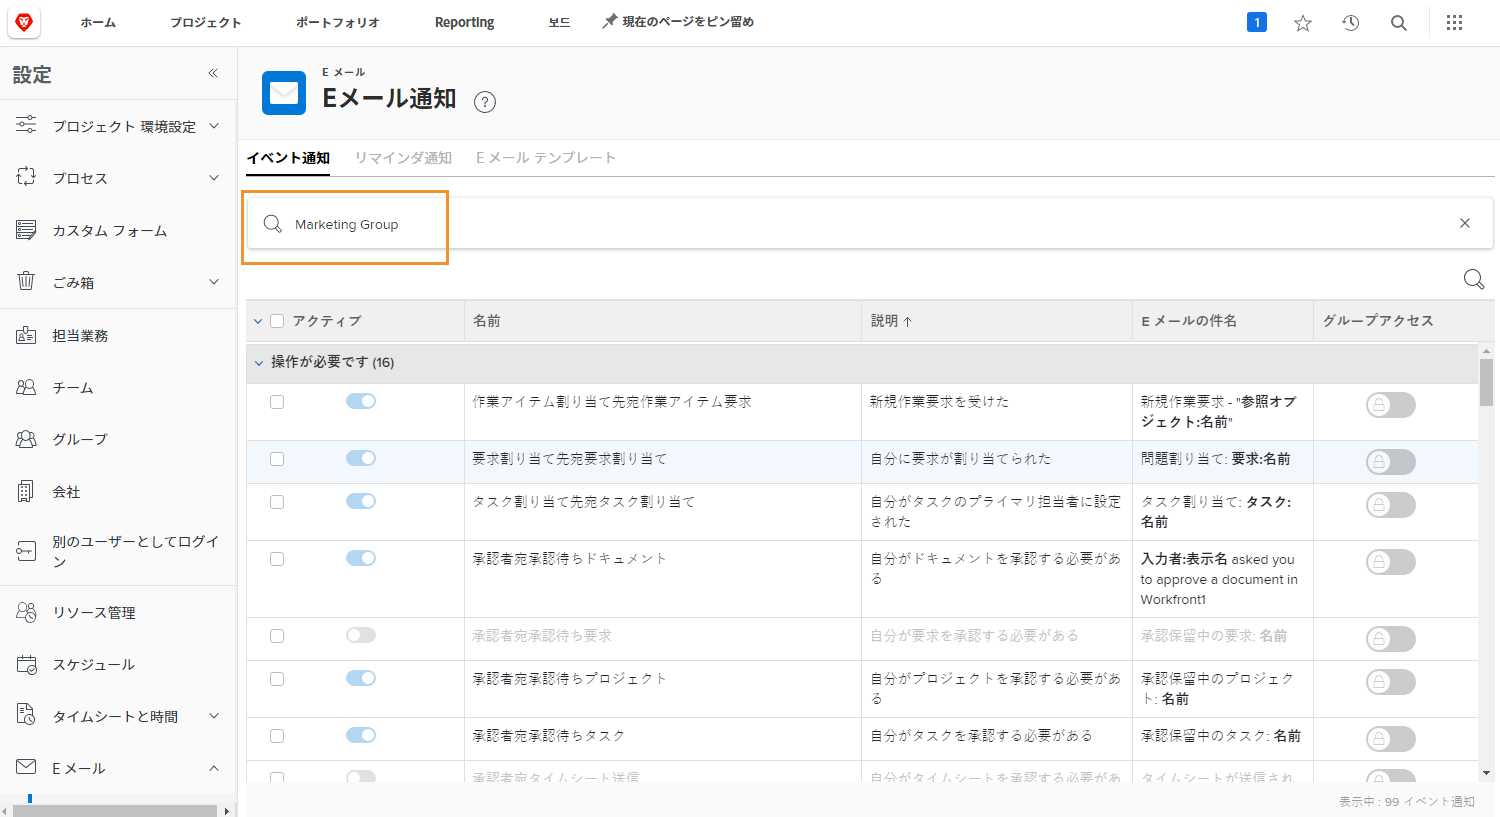 ホーム
プロジェクト
ポートフォリオ
Reporting
보드
現在のページをピン留め
1
設定
プロジェクト 環境設定
プロセス
カスタム フォーム
ごみ箱
担当業務
チーム
グループ
会社
別のユーザーとしてログイ
ン
リソース管理
スケジュール
タイムシートと時間
E メール
E メール
Eメール通知
?
イベント通知
リマインダ通知
E メール テンプレート
Marketing Group
アクティブ
名前
説明
E メールの件名
グループアクセス
操作が必要です (16)
作業アイテム割り当て先宛作業アイテム要求
新規作業要求を受けた
新規作業要求 - "参照オブ
ジェクト:名前"
要求割り当て先宛要求割り当て
自分に要求が割り当てられた
問題割り当て: 要求:名前
タスク割り当て先宛タスク割り当て
自分がタスクのプライマリ担当者に設定
された
タスク割り当て: タスク:
名前
承認者宛承認待ちドキュメント
自分がドキュメントを承認する必要があ
る
入力者:表示名 asked you
to approve a document in
Workfront1
承認者宛承認待ち要求
自分が要求を承認する必要がある
承認保留中の要求: 名前
承認者宛承認待ちプロジェクト
自分がプロジェクトを承認する必要があ
る
承認保留中のプロジェク
ト: 名前
承認者宛承認待ちタスク
自分がタスクを承認する必要がある
承認保留中のタスク: 名前
承認者宛タイムシート送信
自分がタイムシートを承認する必要があ
タイムシートが送信され
表示中 : 99 イベント通知